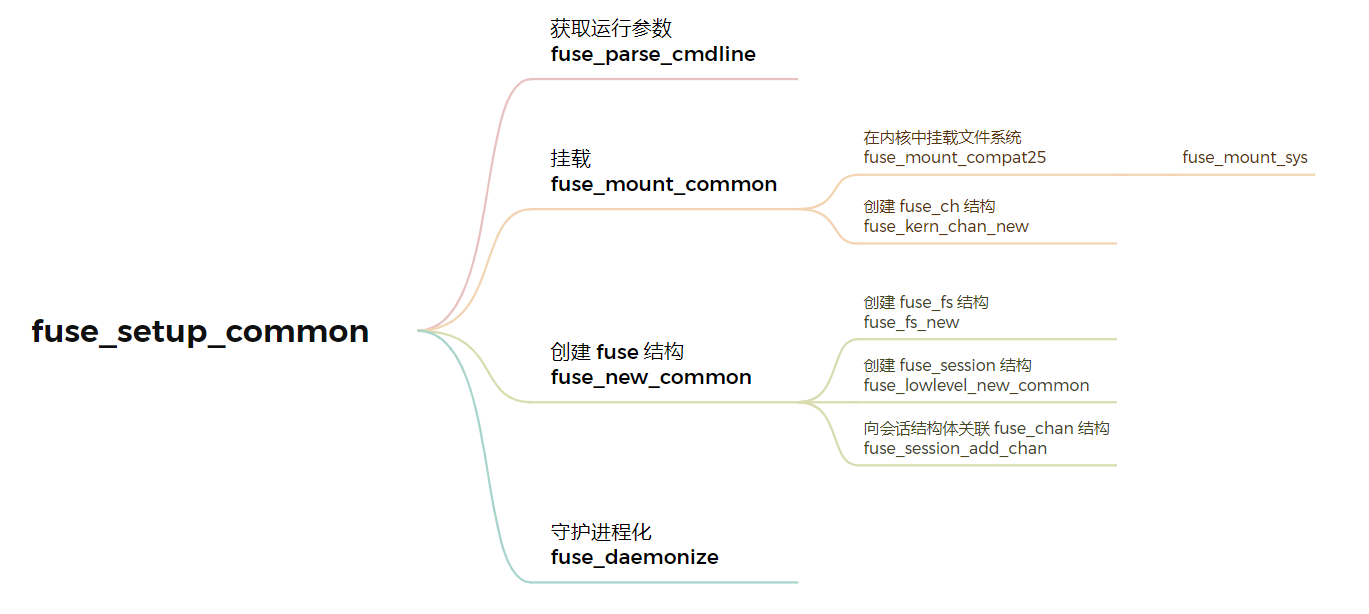 获取运行参数
fuse_parse_cmdline
挂载
fuse_mount_common
在内核中挂载文件系统
fuse_mount_compat25
fuse_mount_sys
创建 fuse_ch 结构
fuse_kern_chan_new
fuse_setup_common
创建 fuse 结构
fuse_new_common
创建 fuse_fs 结构
fuse_fs_new
创建 fuse_session 结构
fuse_lowlevel_new_common
向会话结构体关联 fuse_chan 结构
fuse_session_add_chan
守护进程化
fuse_daemonize